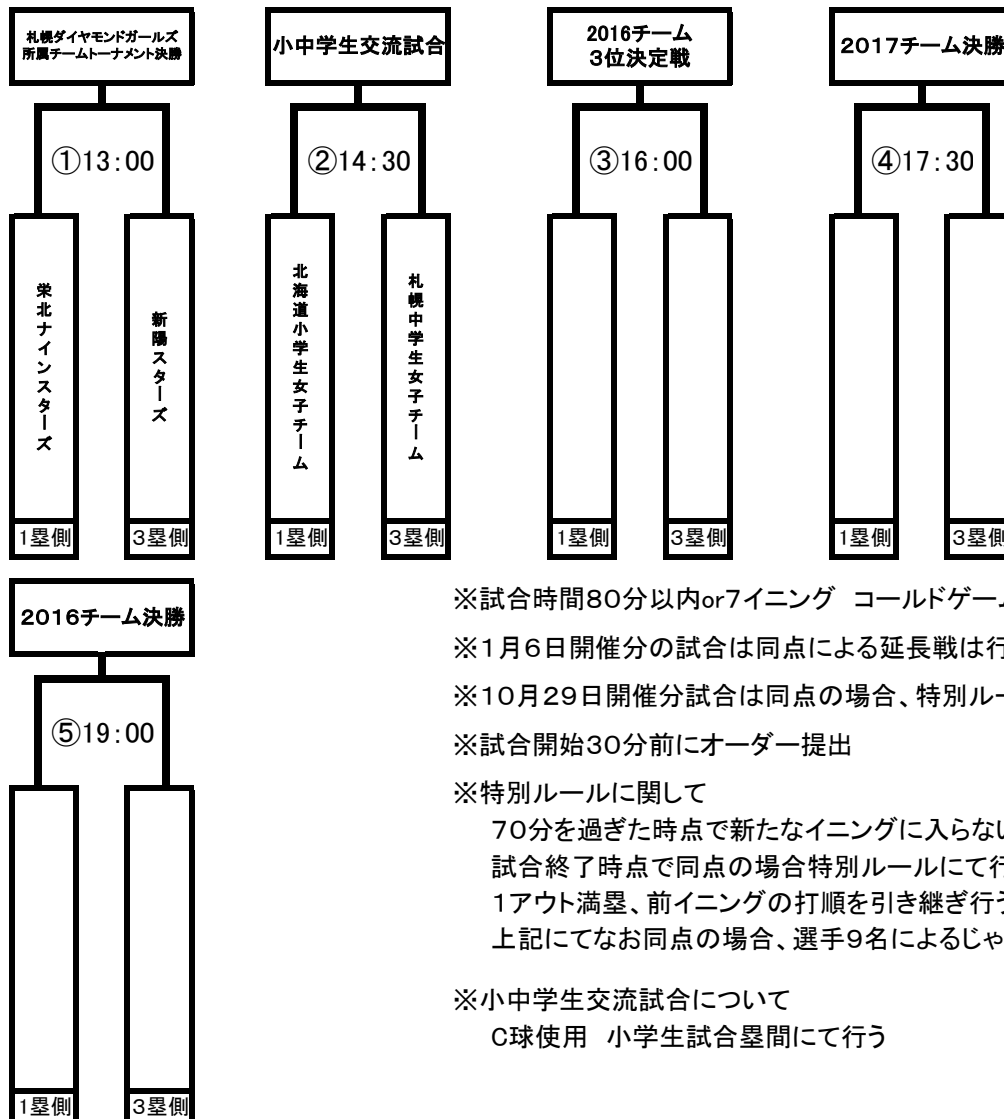 札幌ダイヤモンドガールズ
所属チームトーナメント決勝
①13:00
栄北ナインスターズ
新陽スターズ
1塁側
3塁側
小中学生交流試合
②14:30
北海道小学生女子チーム
札幌中学生女子チーム
1塁側
3塁側
2016チーム
3位決定戦
③16:00
1塁側
3塁側
2017チーム決勝
④17:30
1塁側
3塁側
2016チーム決勝
⑤19:00
1塁側
3塁側
※試合時間80分以内or7イニング コールドゲーム
※1月6日開催分の試合は同点による延長戦は行
※10月29日開催分試合は同点の場合、特別ルー
※試合開始30分前にオーダー提出
※特別ルールに関して
70分を過ぎた時点で新たなイニングに入らない
試合終了時点で同点の場合特別ルールにて行
1アウト満塁、前イニングの打順を引き継ぎ行う
上記にてなお同点の場合、選手9名によるじゃ
※小中学生交流試合について
C球使用 小学生試合塁間にて行う